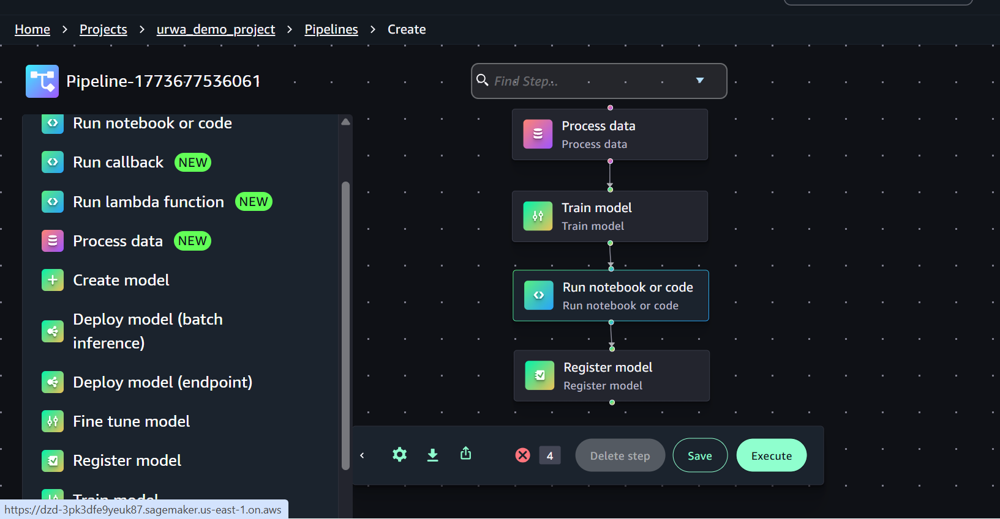 Home > Projects > urwa_demo_project > Pipelines > Create
Pipeline-1773677536061
Find Step...
Run notebook or code
Run callback NEW
Run lambda function NEW
Process data NEW
Create model
Deploy model (batch
inference)
Deploy model (endpoint)
Fine tune model
Register model
Train model
https://dzd-3pk3dfe9yeuk87.sagemaker.us-east-1.on.aws
Process data
Process data
Train model
Train model
Run notebook or code
Run notebook or code
Register model
Register model
4
Delete step
Save
Execute